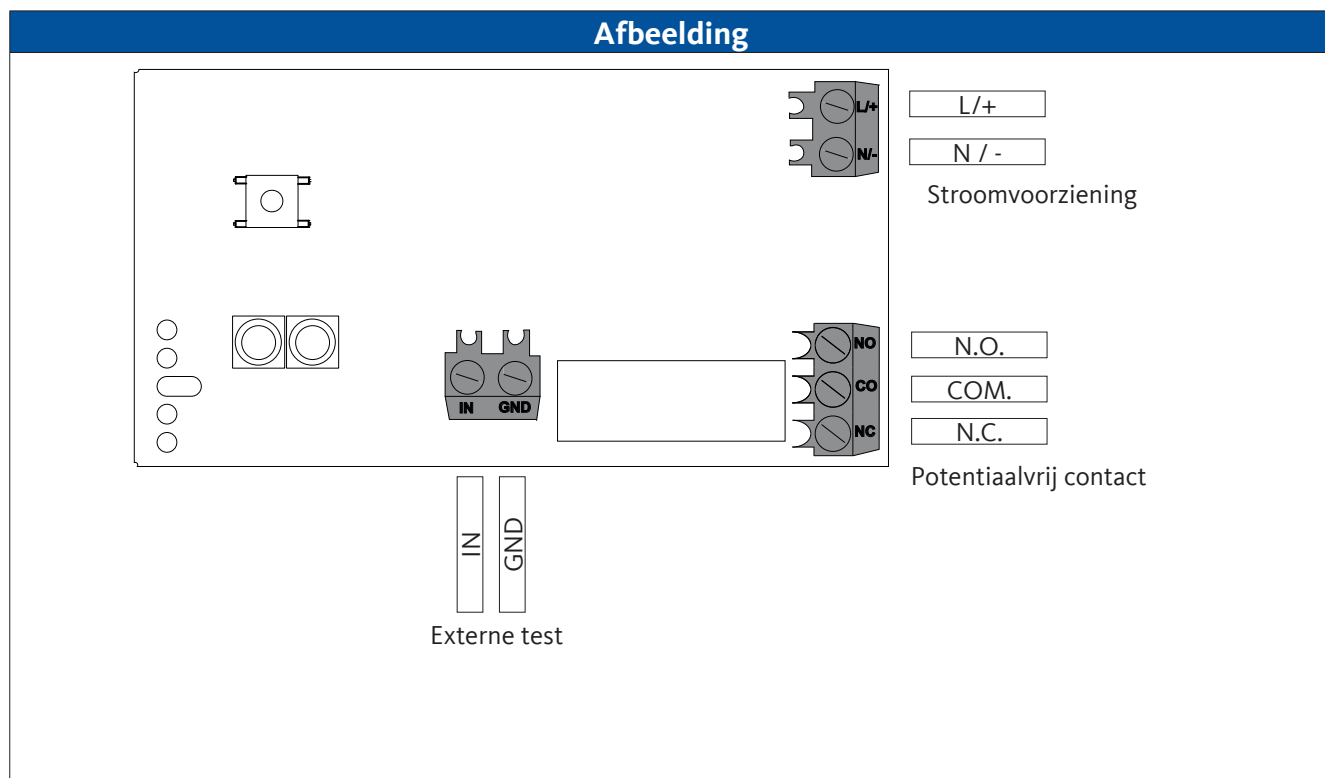 Afbeelding
L/+
L/+
N/-
N / -
Stroomvoorziening
NO
N.O.
CO
COM.
NC
N.C.
Potentiaalvrij contact
IN GND
IN
GND
Externe test